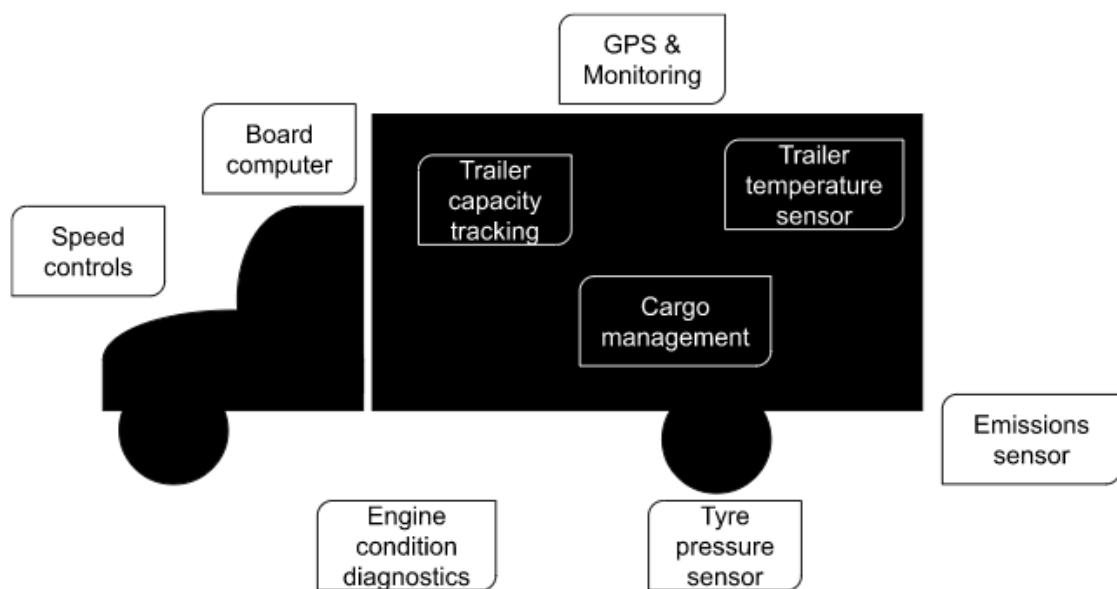 GPS &
Monitoring
Board
computer
Trailer
capacity
tracking
Trailer
temperature
sensor
Speed
controls
Cargo
management
Emissions
sensor
Engine
condition
diagnostics
Tyre
pressure
sensor